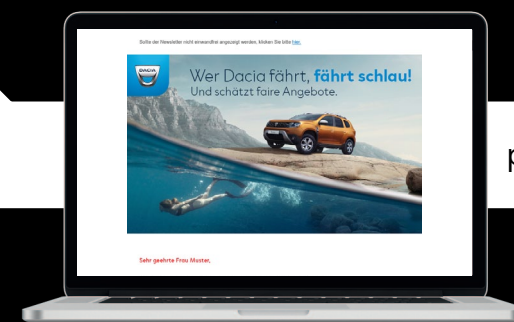 Sollte der Newsletter nicht einwandfrei angezeigt werden, klicken Sie bitte hier.
DACIA
Wer Dacia fährt, fährt schlau!
Und schätzt faire Angebote.
Sehr geehrte Frau Muster,
p